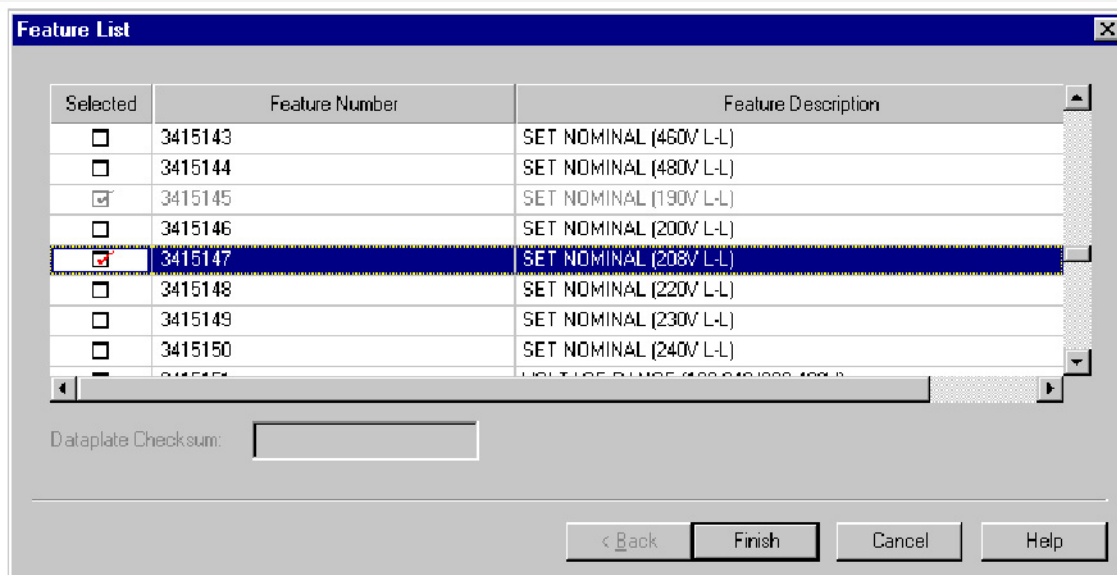 Feature List
Selected Feature Number Feature Description
3415143 SET NOMINAL (460V L-L)
3415144 SET NOMINAL (480V L-L)
3415145 SET NOMINAL (190V L-L)
3415146 SET NOMINAL (200V L-L)
3415147 SET NOMINAL (208V L-L)
3415148 SET NOMINAL (220V L-L)
3415149 SET NOMINAL (230V L-L)
3415150 SET NOMINAL (240V L-L)
Dataplate Checksum:
< Back Finish Cancel Help